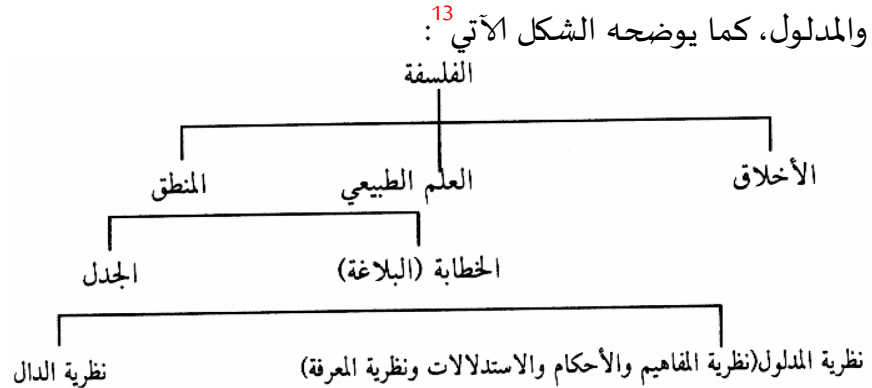 والمدلول، كما يوضحه الشكل الآتي13:
الفلسفة
الأخلاق العلم الطبيعي المنطق
الخطابة (البلاغة) الجدل
نظرية المدلول(نظرية المفاهيم والأحكام والاستدلالات ونظرية المعرفة) نظرية الدال